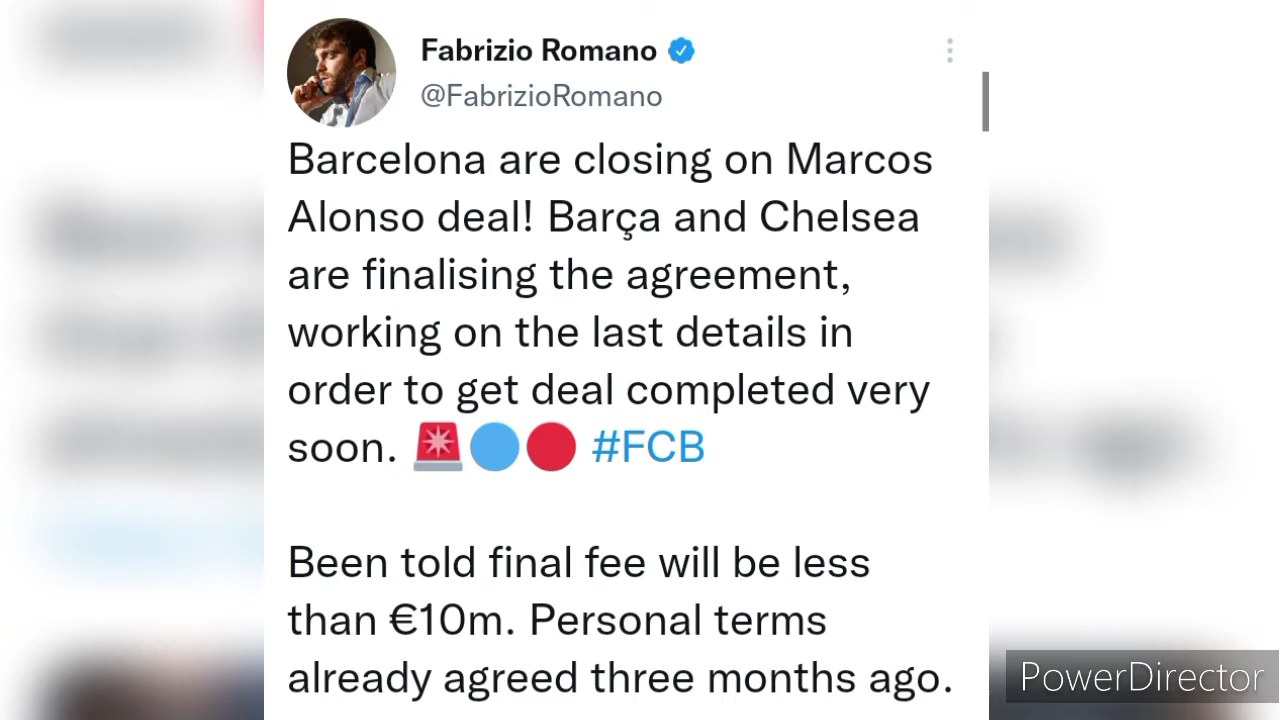 Fabrizio Romano
@FabrizioRomano
Barcelona are closing on Marcos
Alonso deal! Barça and Chelsea
are finalising the agreement,
working on the last details in
order to get deal completed very
soon. 🚨🔵🔴 #FCB
Been told final fee will be less
than €10m. Personal terms
already agreed three months ago.
PowerDirector